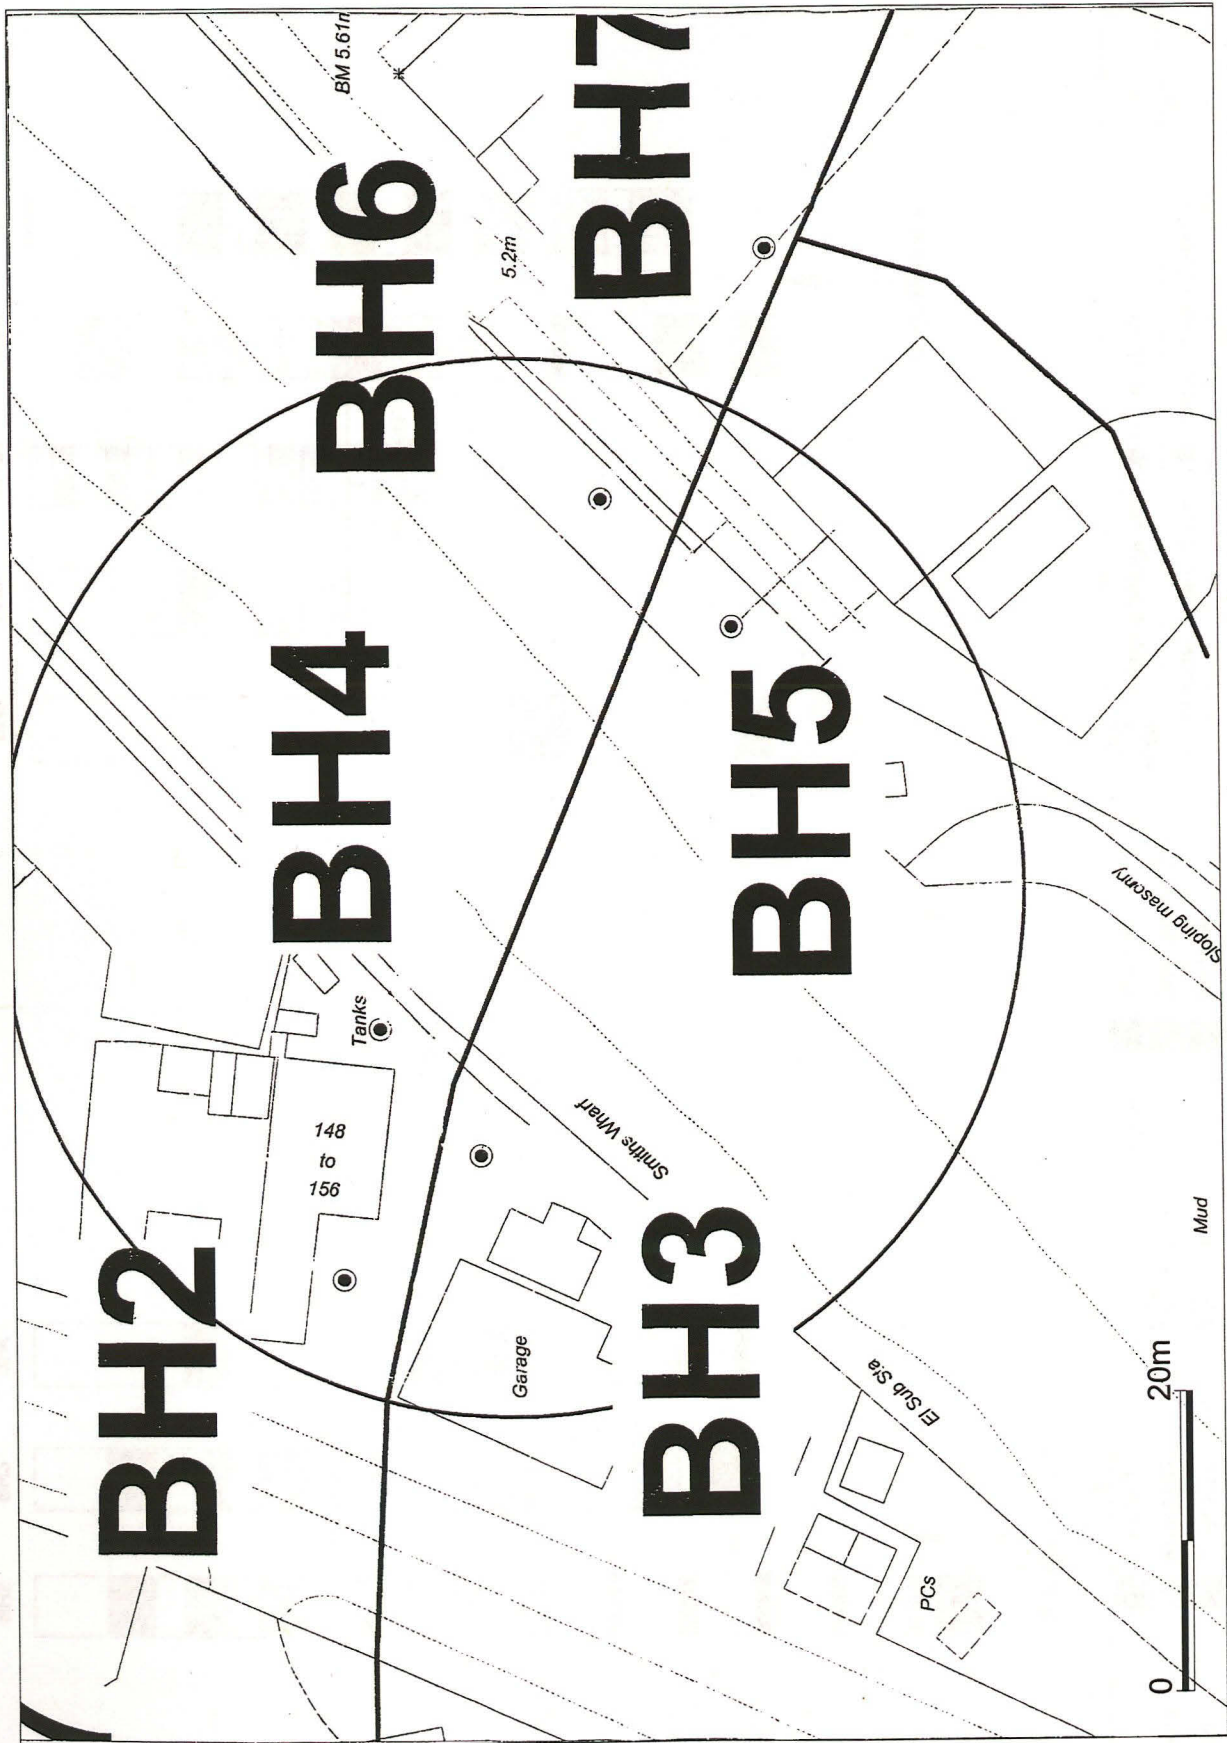 BM 5.61m
BH7
BH6
5.2m
BH4
BH5
Sloping masonry
Tanks
148
to
156
Smiths Wharf
BH2
BH3
Garage
El Sub Sta
Mud
PCs
0 20m